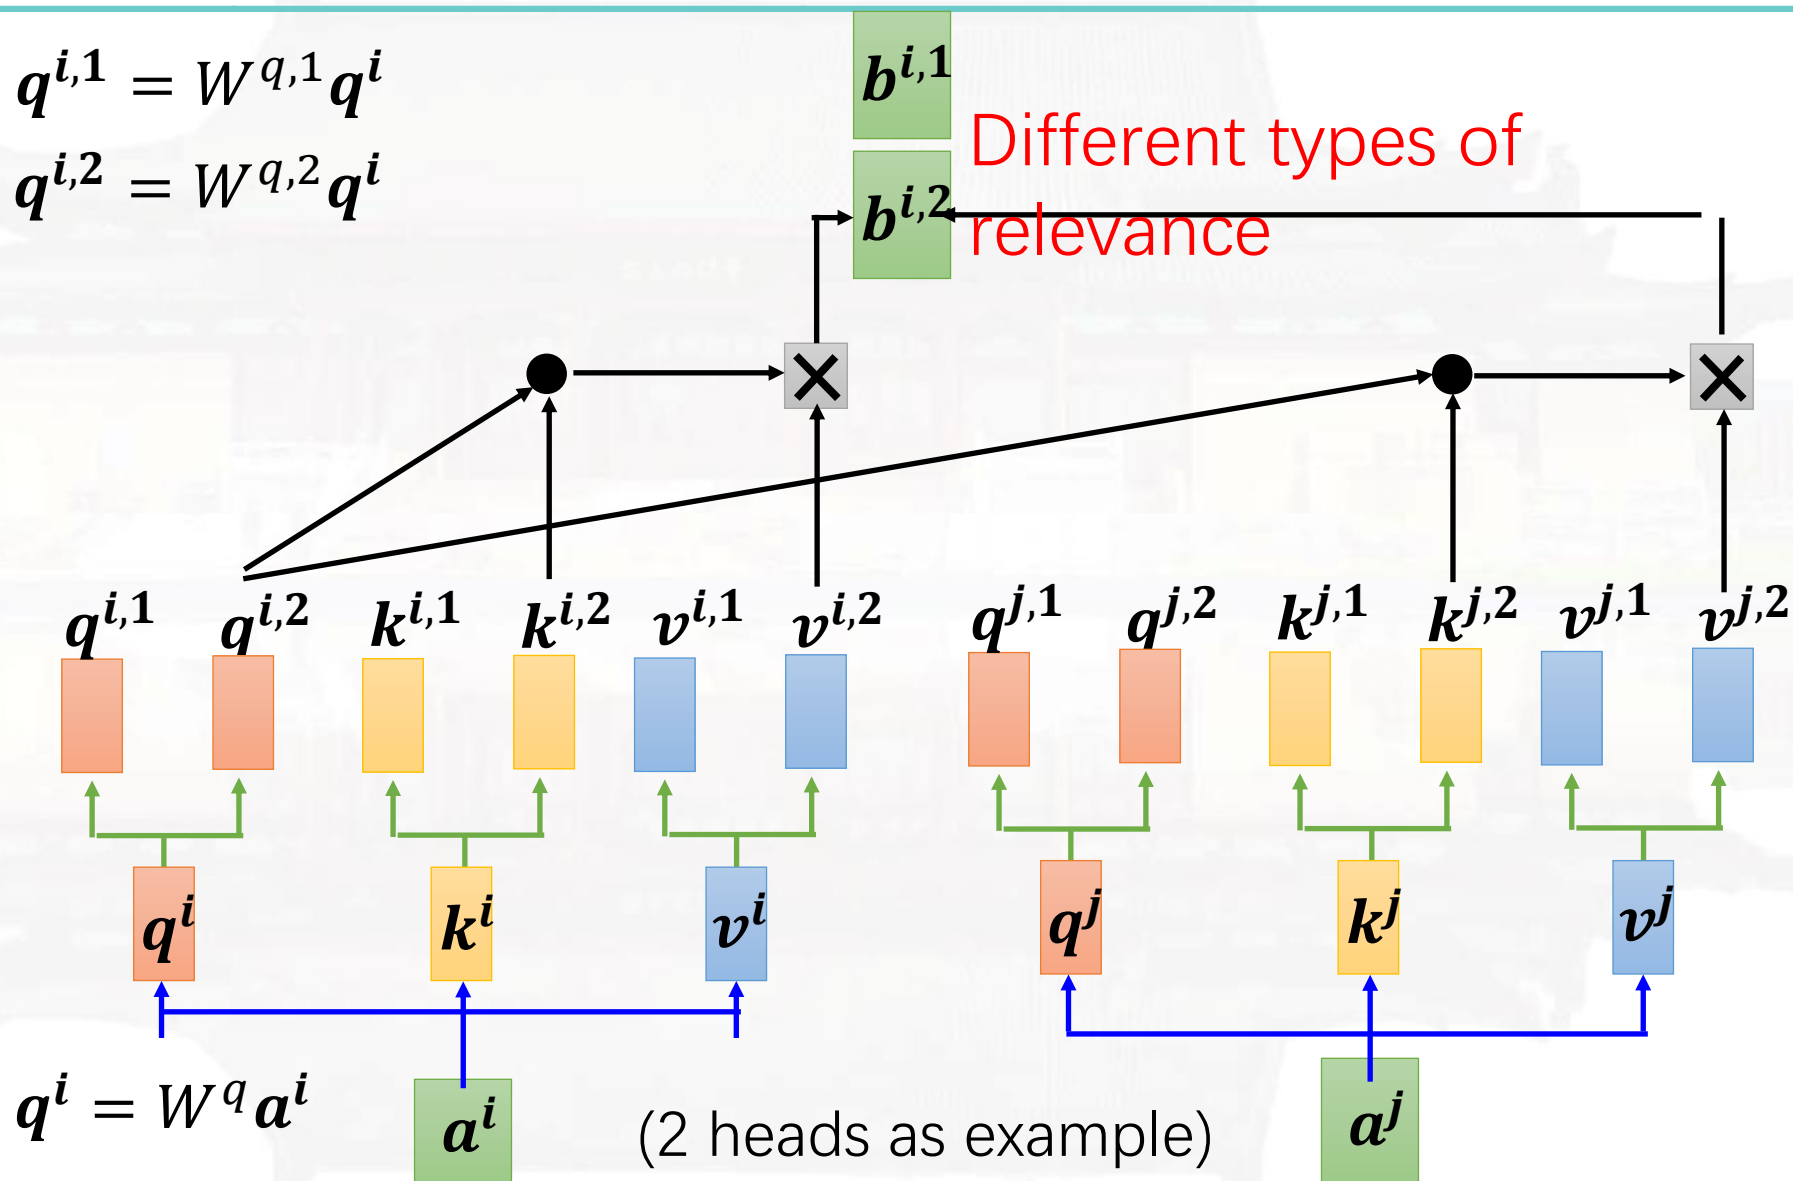 q^{i,1} = W^{q,1}q^i
q^{i,2} = W^{q,2}q^i
b^{i,1}
b^{i,2}
Different types of
relevance
q^{i,1} q^{i,2} k^{i,1} k^{i,2} v^{i,1} v^{i,2} q^{j,1} q^{j,2} k^{j,1} k^{j,2} v^{j,1} v^{j,2}
q^i k^i v^i q^j k^j v^j
q^i = W^q a^i
a^i
(2 heads as example)
a^j